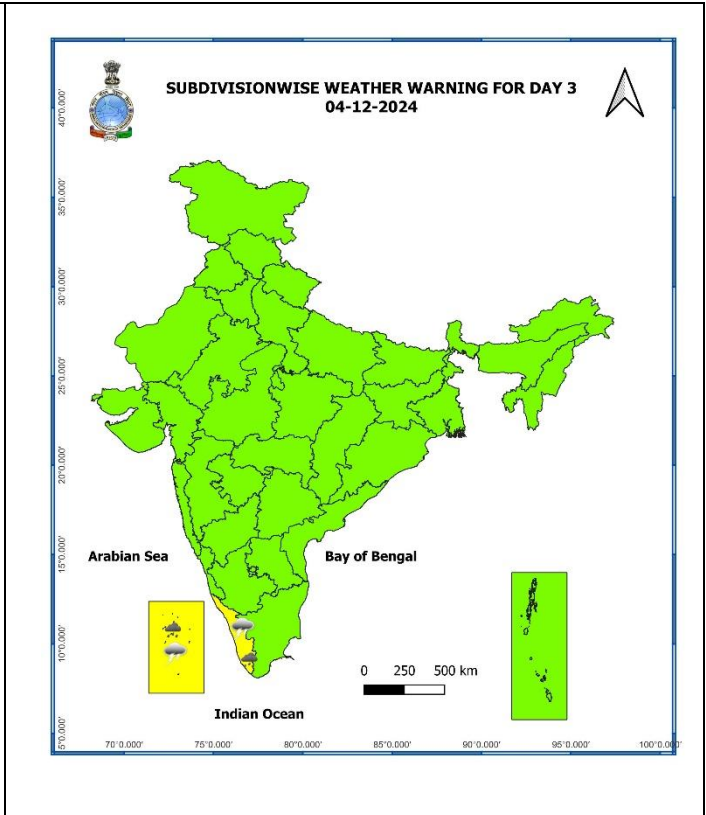 SUBDIVISIONWISE WEATHER WARNING FOR DAY 3
04-12-2024
40°0.000'
35°0.000'
30°0.000'
25°0.000'
20°0.000'
15°0.000'
10°0.000'
5°0.000'
Arabian Sea
Bay of Bengal
0 250 500 km
Indian Ocean
70°0.000' 75°0.000' 80°0.000' 85°0.000' 90°0.000' 95°0.000' 100°0.000'